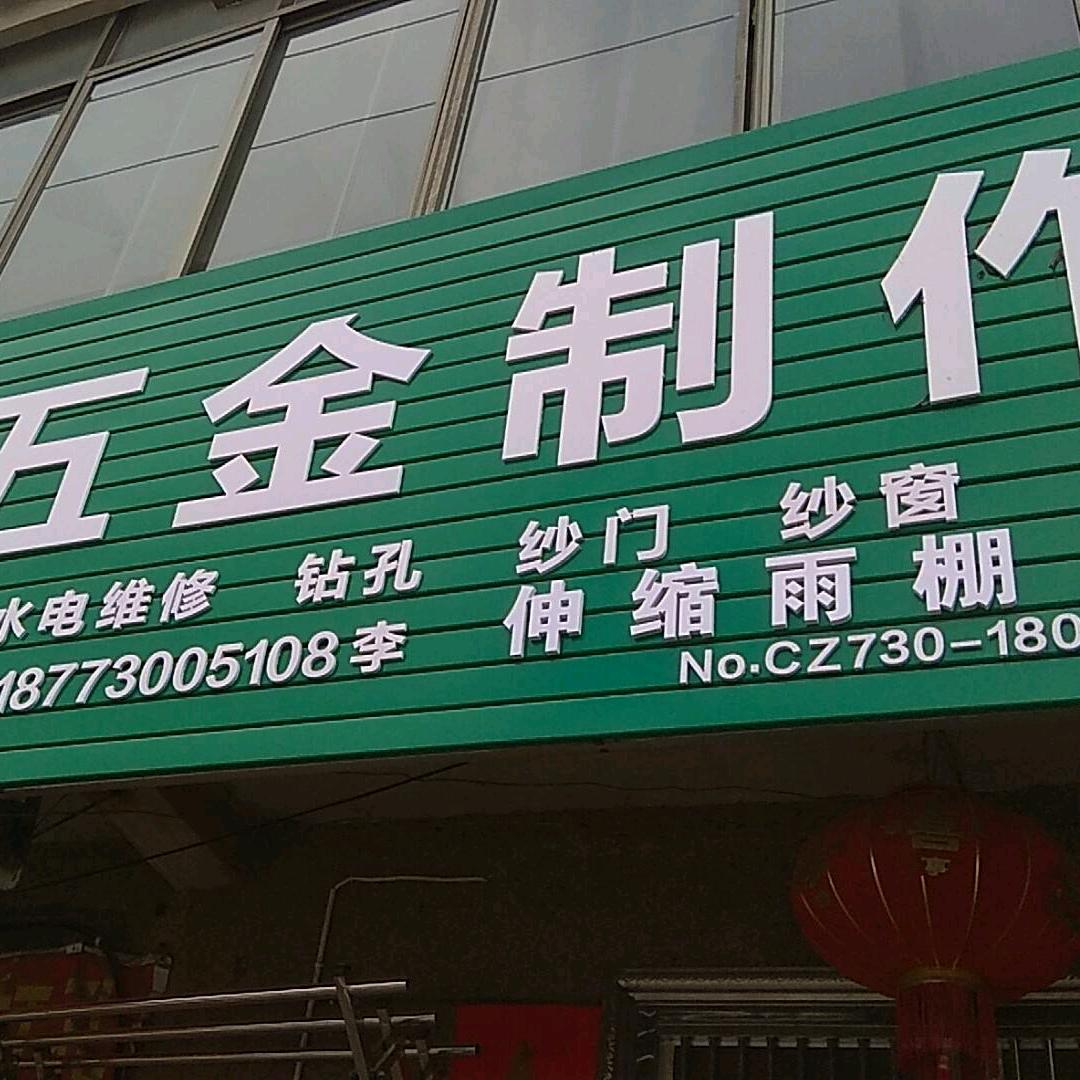 五金制作
水电维修 钻孔 纱门 纱窗
18773005108李 伸缩雨棚
No.CZ730-180